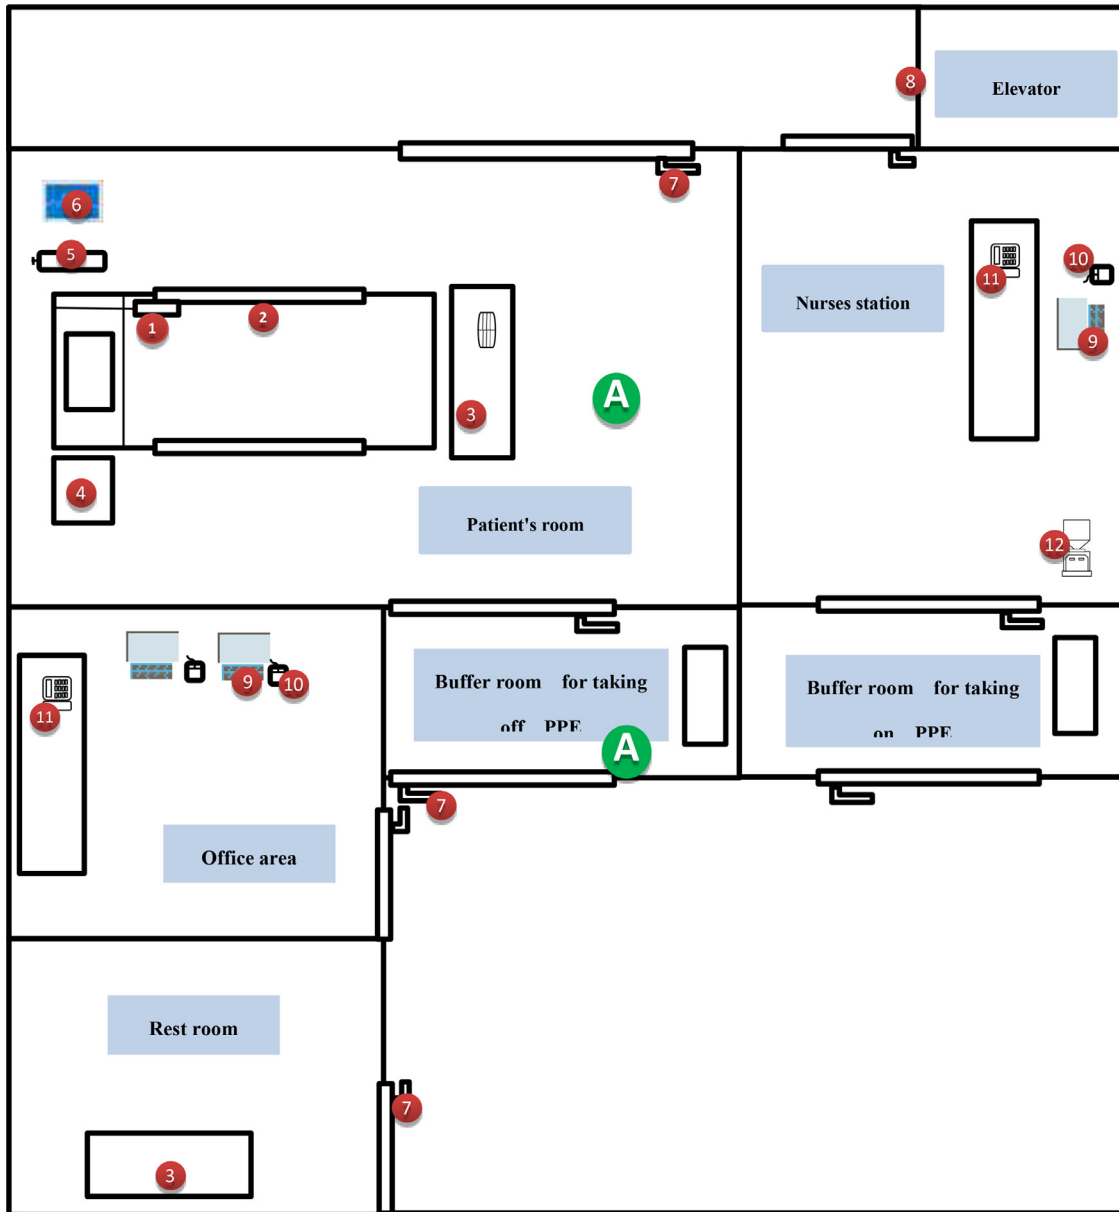 8
Elevator
7
6
5
10
11
Nurses station
1
2
9
A
3
4
Patient's room
12
Buffer room for taking
off PPE
A
Buffer room for taking
on PPE
9
10
11
7
Office area
Rest room
7
3